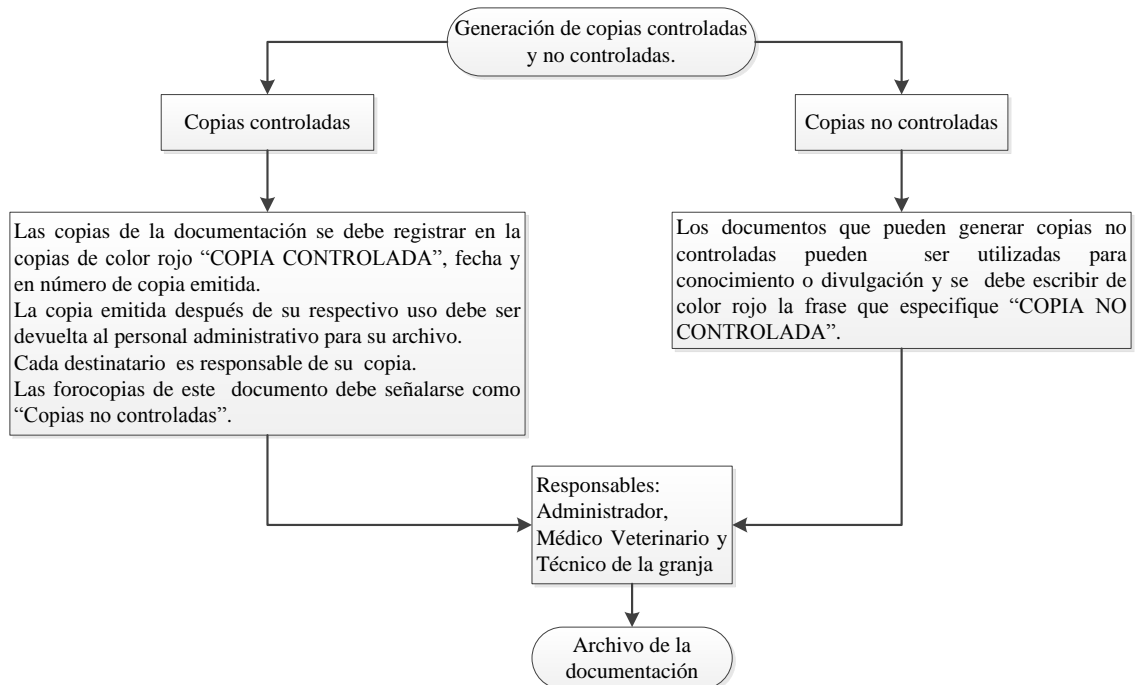 Generación de copias controladas
y no controladas.
Copias controladas
Copias no controladas
Las copias de la documentación se debe registrar en la
copias de color rojo “COPIA CONTROLADA”, fecha y
en número de copia emitida.
La copia emitida después de su respectivo uso debe ser
devuelta al personal administrativo para su archivo.
Cada destinatario es responsable de su copia.
Las forocopias de este documento debe señalarse como
“Copias no controladas”.
Los documentos que pueden generar copias no
controladas pueden ser utilizadas para
conocimiento o divulgación y se debe escribir de
color rojo la frase que especifique “COPIA NO
CONTROLADA”.
Responsables:
Administrador,
Médico Veterinario y
Técnico de la granja
Archivo de la
documentación